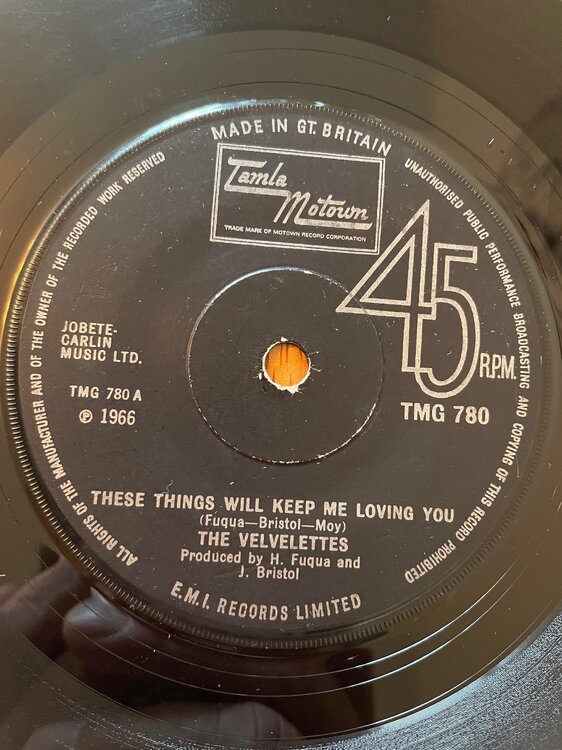 MADE IN GT. BRITAIN
UNAUTHORISED PUBLIC PERFORMANCE BROADCASTING AND COPYING OF THIS RECORD PROHIBITED
ALL RIGHTS OF THE MANUFACTURER AND OF THE OWNER OF THE RECORDED WORK RESERVED
Tamla
Motown
TRADE MARK OF MOTOWN RECORD CORPORATION
45
R.P.M.
TMG 780
JOBETE-
CARLIN
MUSIC LTD.
TMG 780 A
℗ 1966
THESE THINGS WILL KEEP ME LOVING YOU
(Fuqua—Bristol—Moy)
THE VELVELETTES
Produced by H. Fuqua and
J. Bristol
E.M.I. RECORDS LIMITED